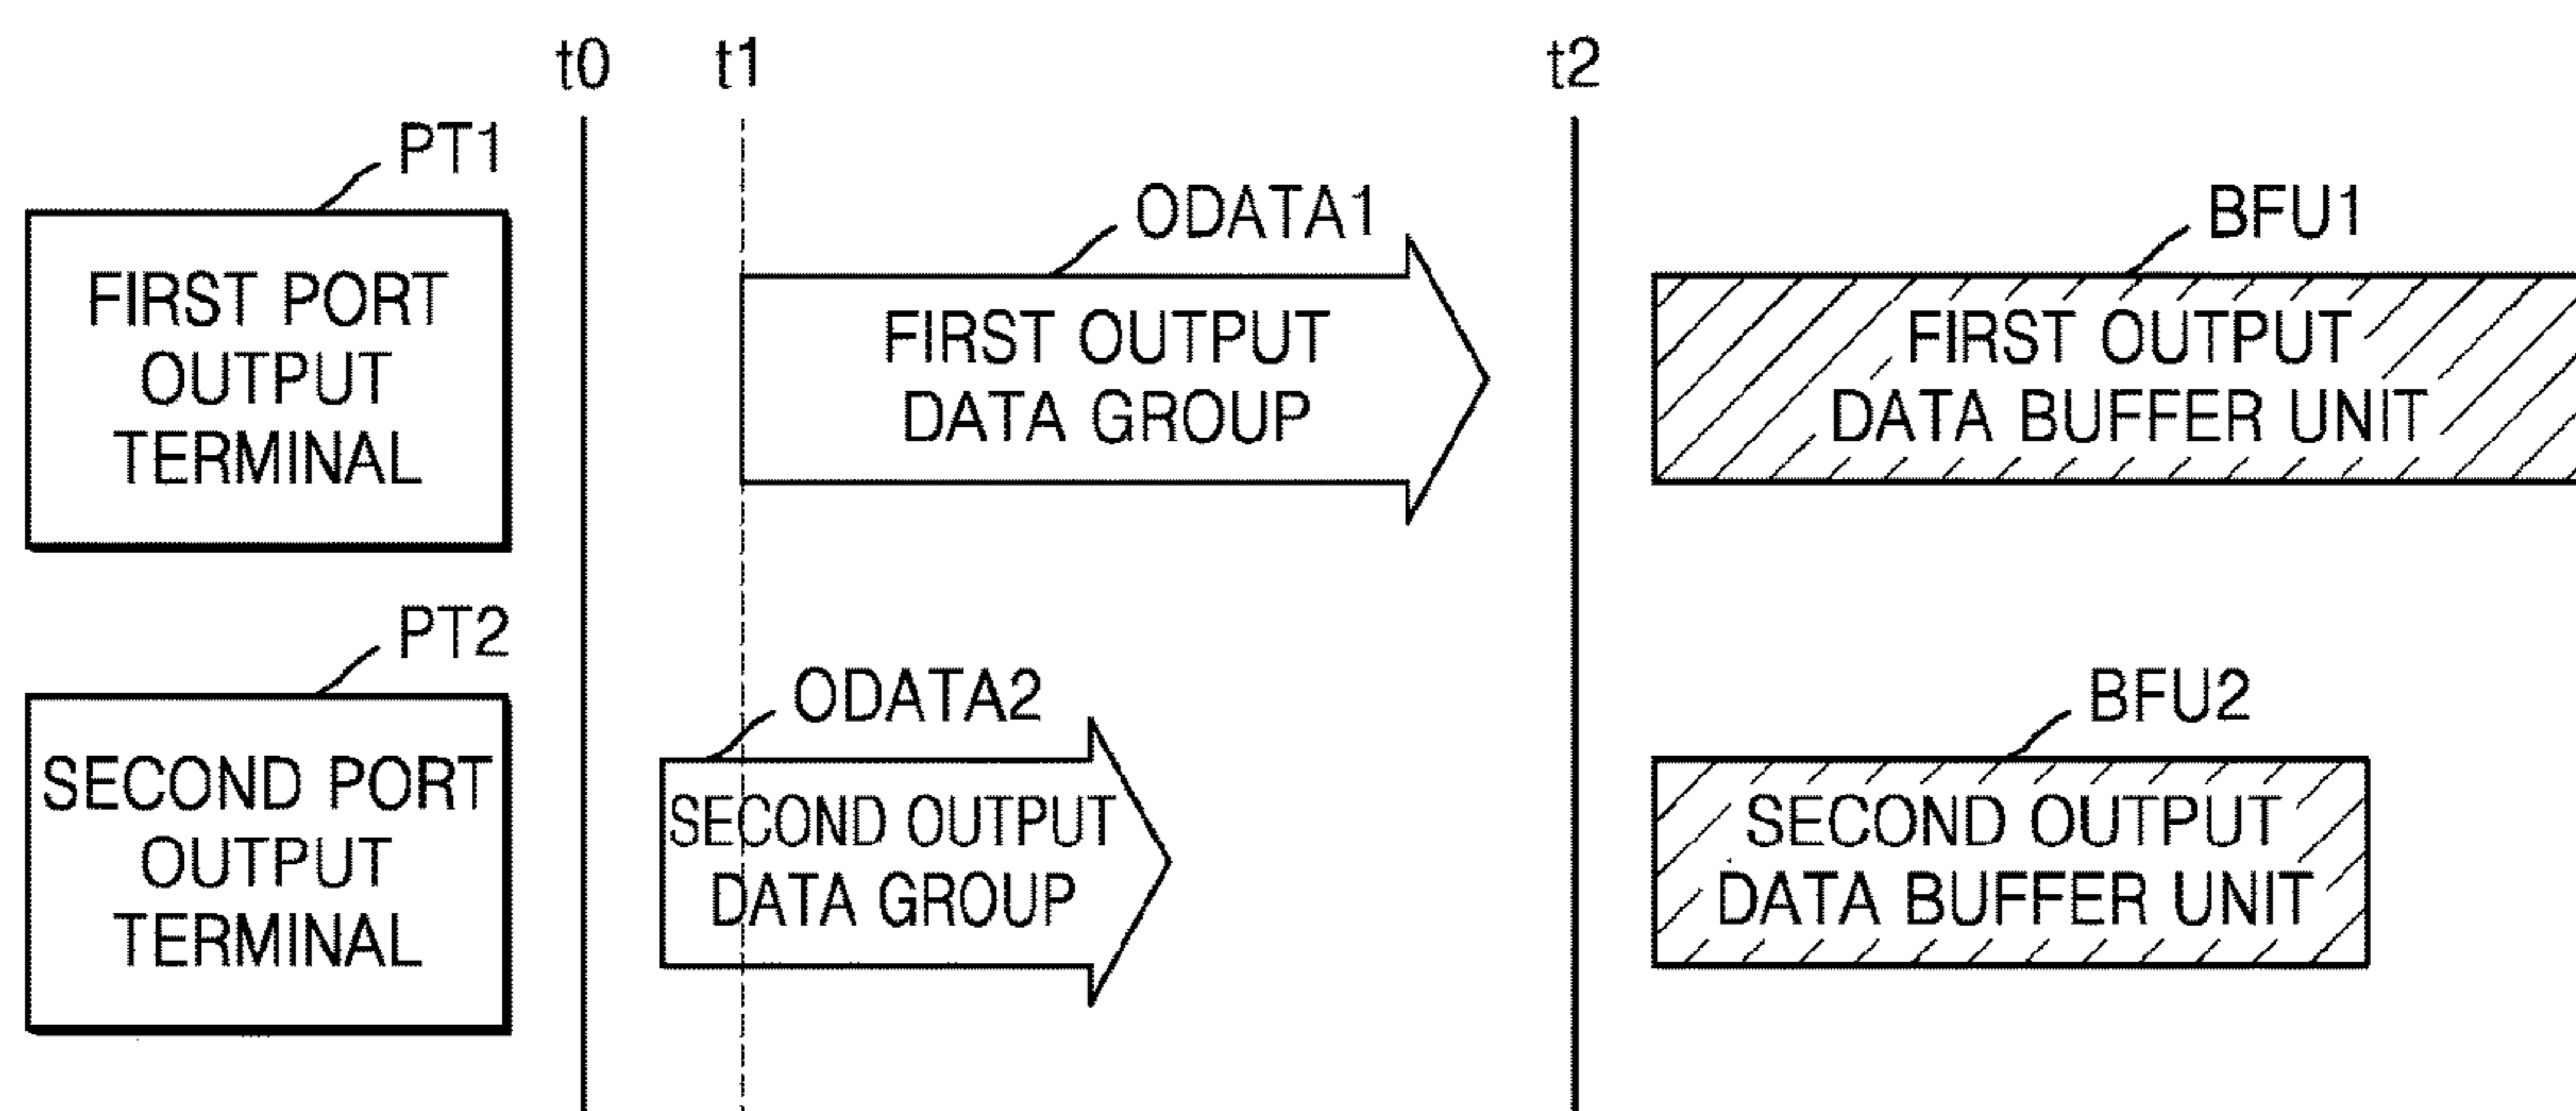 t0
t1
t2
PT1
FIRST PORT
OUTPUT
TERMINAL
ODATA1
FIRST OUTPUT
DATA GROUP
BFU1
FIRST OUTPUT
DATA BUFFER UNIT
PT2
SECOND PORT
OUTPUT
TERMINAL
ODATA2
SECOND OUTPUT
DATA GROUP
BFU2
SECOND OUTPUT
DATA BUFFER UNIT